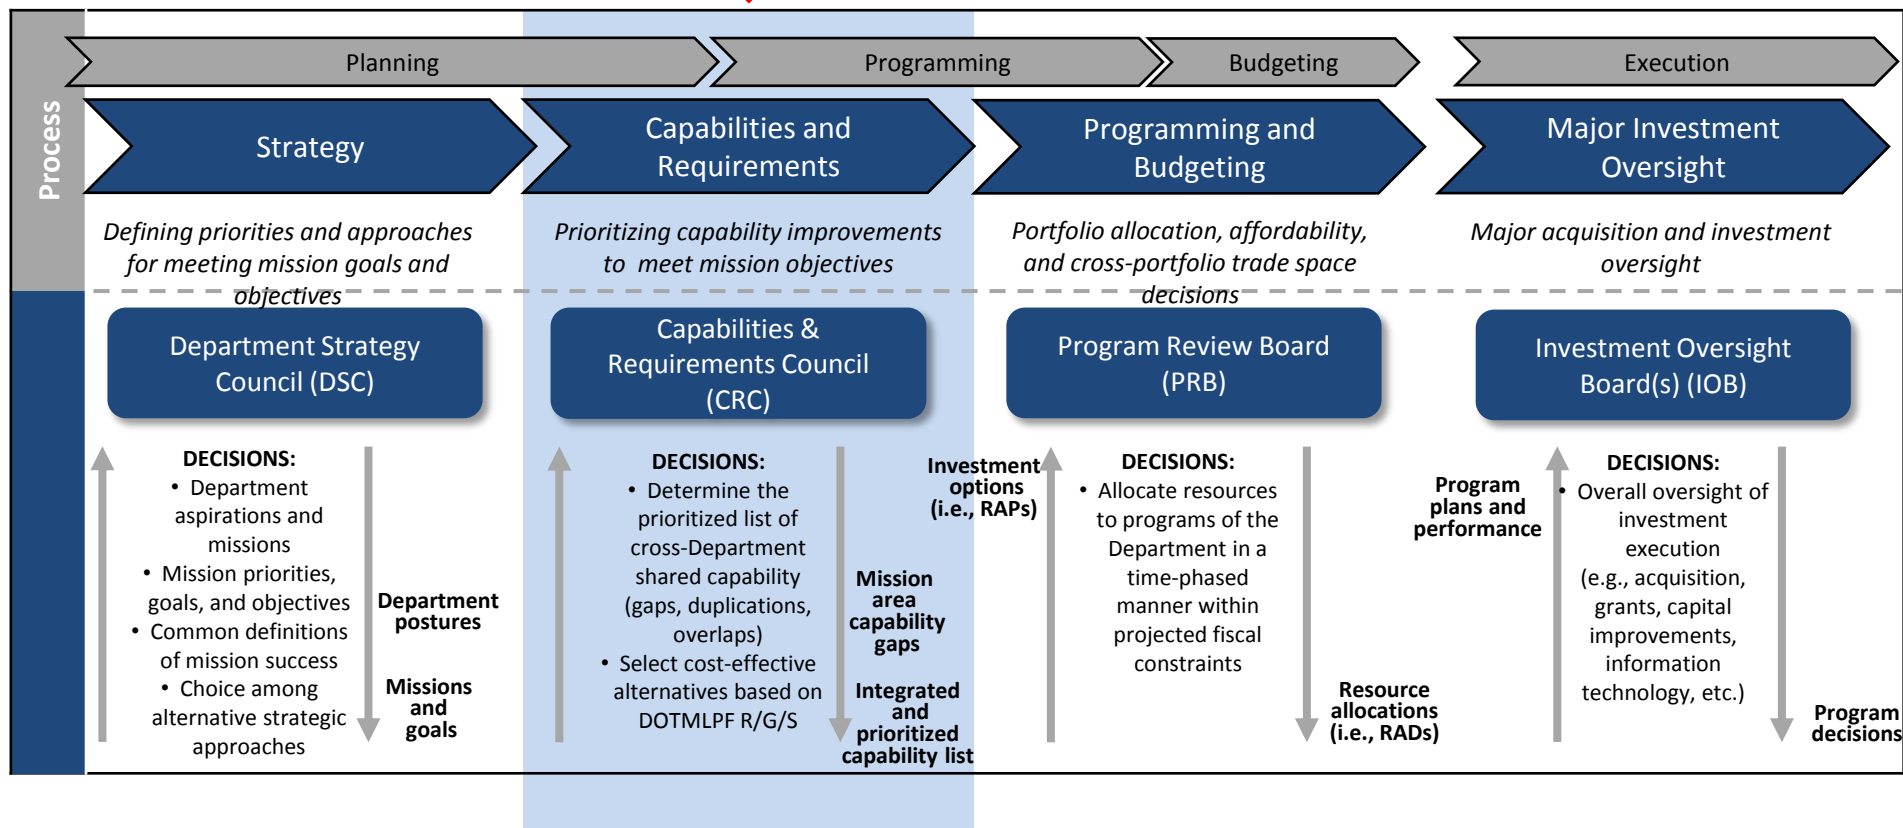 Process
Planning
Programming
Budgeting
Execution
Strategy
Capabilities and
Requirements
Programming and
Budgeting
Major Investment
Oversight
Defining priorities and approaches
for meeting mission goals and
objectives
Prioritizing capability improvements
to meet mission objectives
Portfolio allocation, affordability,
and cross-portfolio trade space
decisions
Major acquisition and investment
oversight
Department Strategy
Council (DSC)
Capabilities &
Requirements Council
(CRC)
Program Review Board
(PRB)
Investment Oversight
Board(s) (IOB)
DECISIONS:
• Department
aspirations and
missions
• Mission priorities,
goals, and objectives
• Common definitions
of mission success
• Choice among
alternative strategic
approaches
Department
postures
Missions
and
goals
DECISIONS:
• Determine the
prioritized list of
cross-Department
shared capability
(gaps, duplications,
overlaps)
• Select cost-effective
alternatives based on
DOTMLPF R/G/S
Mission
area
capability
gaps
Integrated
and
prioritized
capability list
Investment
options
(i.e., RAPs)
DECISIONS:
• Allocate resources
to programs of the
Department in a
time-phased
manner within
projected fiscal
constraints
Resource
allocations
(i.e., RADs)
Program
plans and
performance
DECISIONS:
• Overall oversight of
investment
execution
(e.g., acquisition,
grants, capital
improvements,
information
technology, etc.)
Program
decisions